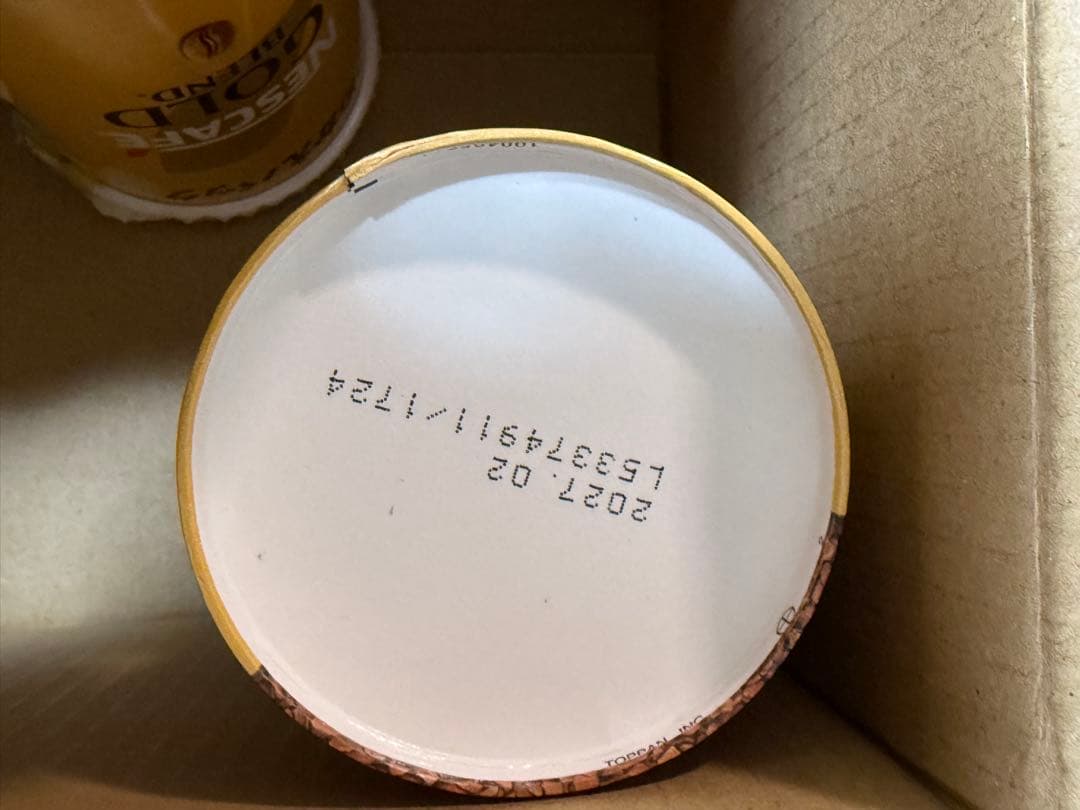 NESCAFÉ
GOLD
BLEND
2027. 02
L53374911/1724
TOPPAN, INC.